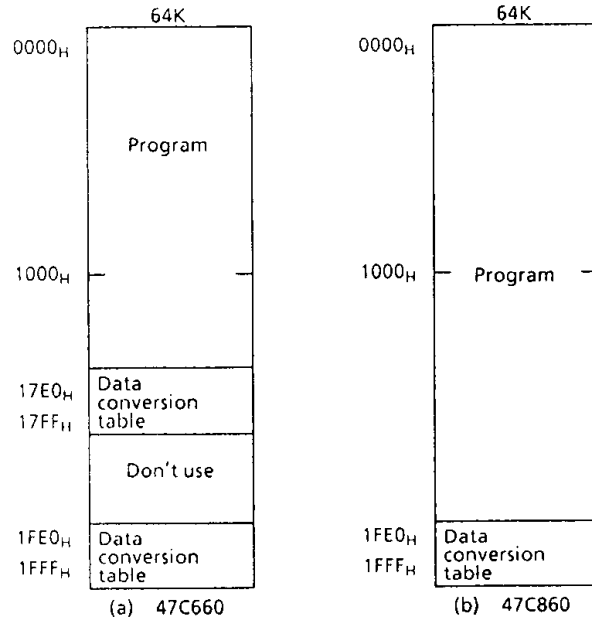 64K
0000H
Program
1000H
17E0H
17FFH
Data
conversion
table
Don't use
1FE0H
1FFFH
Data
conversion
table
(a) 47C660
64K
0000H
1000H
Program
1FE0H
1FFFH
Data
conversion
table
(b) 47C860